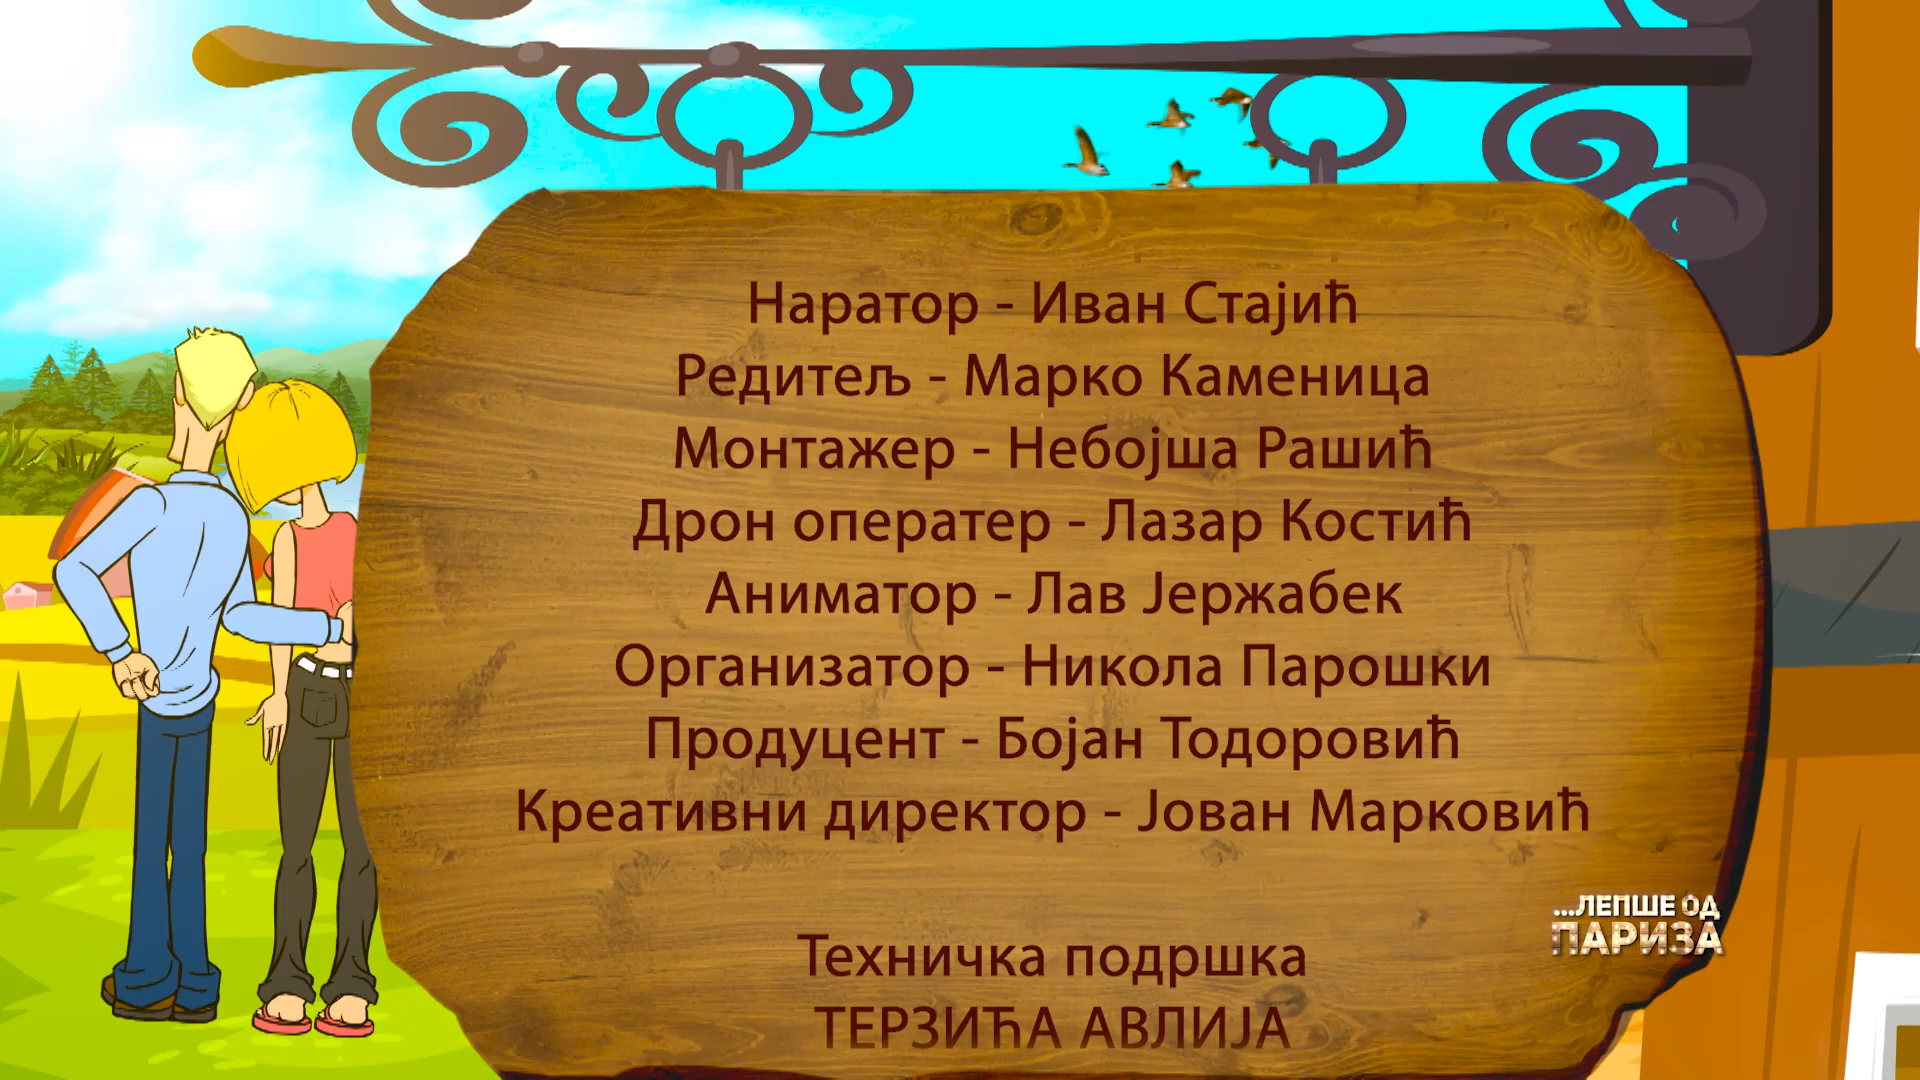 Наратор - Иван Стајић
Редитељ - Марко Каменица
Монтажер - Небојша Рашић
Дрон оператер - Лазар Костић
Аниматор - Лав Јержабек
Организатор - Никола Парошки
Продуцент - Бојан Тодоровић
Креативни директор - Јован Марковић
Техничка подршка
ТЕРЗИЋА АВЛИЈА
...ЛЕПШЕ ОД
ПАРИЗА